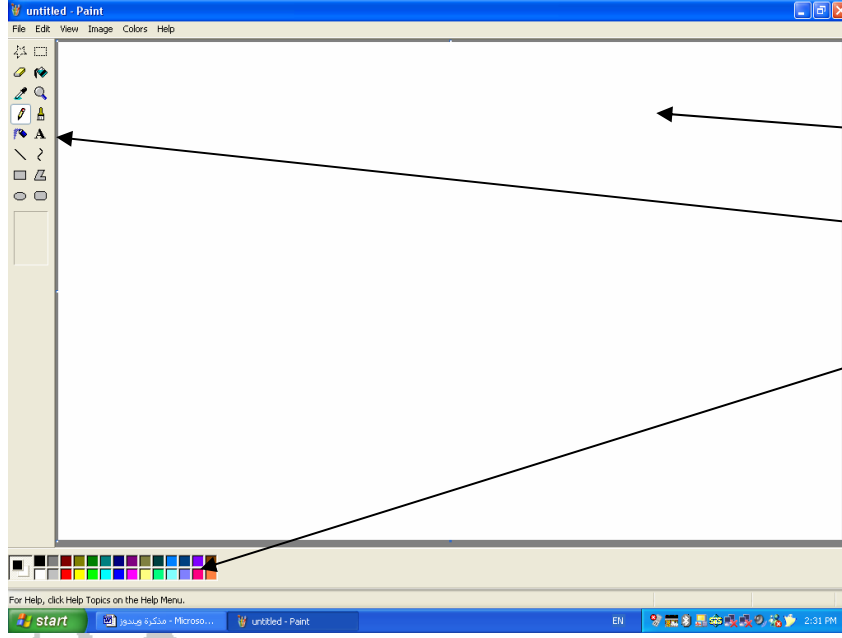 untitled - Paint
File Edit View Image Colors Help
A
For Help, click Help Topics on the Help Menu.
start مذكرة ويندوز - Microso... untitled - Paint EN 2:31 PM